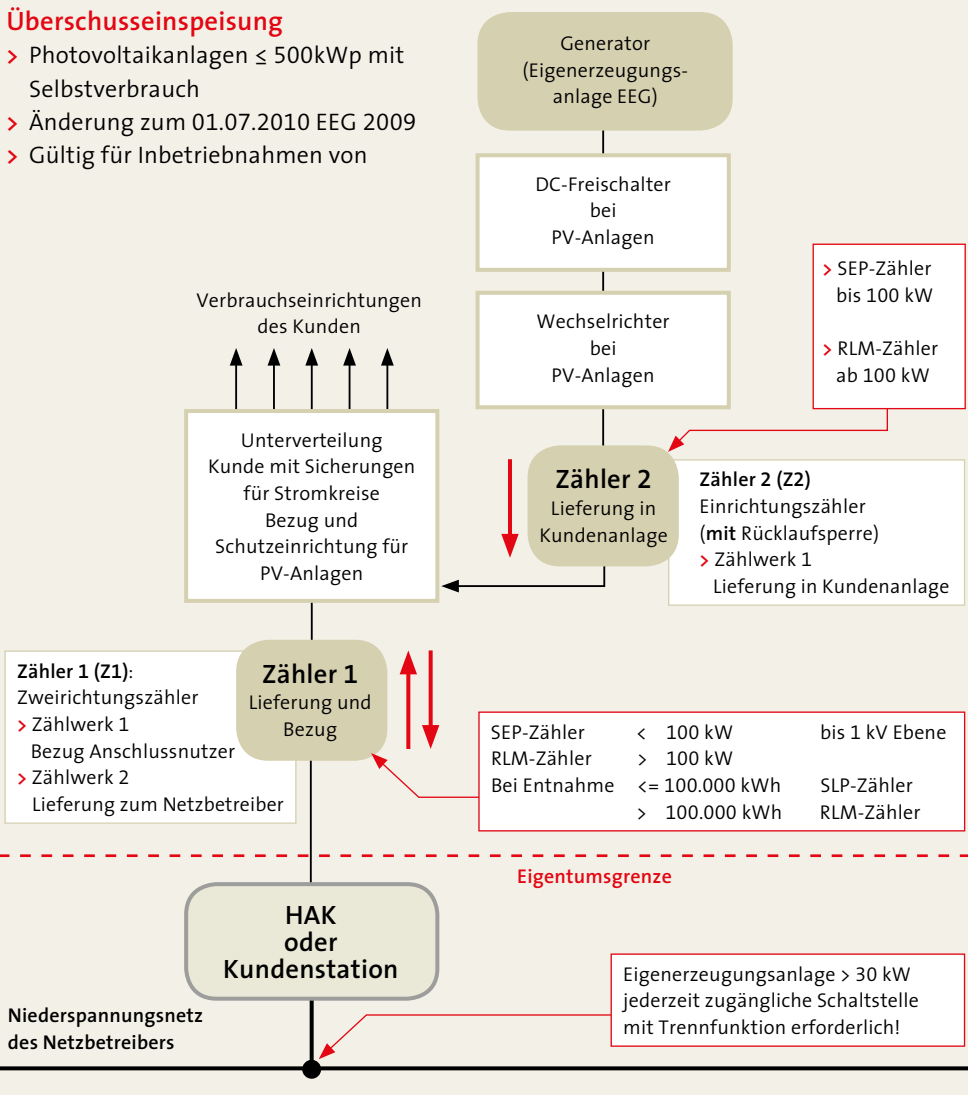 Überschusseinspeisung
> Photovoltaikanlagen ≤ 500kWp mit
Selbstverbrauch
> Änderung zum 01.07.2010 EEG 2009
> Gültig für Inbetriebnahmen von
Generator
(Eigenerzeugungs-
anlage EEG)
DC-Freischalter
bei
PV-Anlagen
Wechselrichter
bei
PV-Anlagen
> SEP-Zähler
bis 100 kW
> RLM-Zähler
ab 100 kW
Verbrauchseinrichtungen
des Kunden
Unterverteilung
Kunde mit Sicherungen
für Stromkreise
Bezug und
Schutzeinrichtung für
PV-Anlagen
Zähler 2
Lieferung in
Kundenanlage
Zähler 2 (Z2)
Einrichtungszähler
(mit Rücklaufsperre)
> Zählwerk 1
Lieferung in Kundenanlage
Zähler 1 (Z1):
Zweirichtungszähler
> Zählwerk 1
Bezug Anschlussnutzer
> Zählwerk 2
Lieferung zum Netzbetreiber
Zähler 1
Lieferung und
Bezug
SEP-Zähler < 100 kW bis 1 kV Ebene
RLM-Zähler > 100 kW
Bei Entnahme <= 100.000 kWh SLP-Zähler
> 100.000 kWh RLM-Zähler
Eigentumsgrenze
HAK
oder
Kundenstation
Eigenerzeugungsanlage > 30 kW
jederzeit zugängliche Schaltstelle
mit Trennfunktion erforderlich!
Niederspannungsnetz
des Netzbetreibers